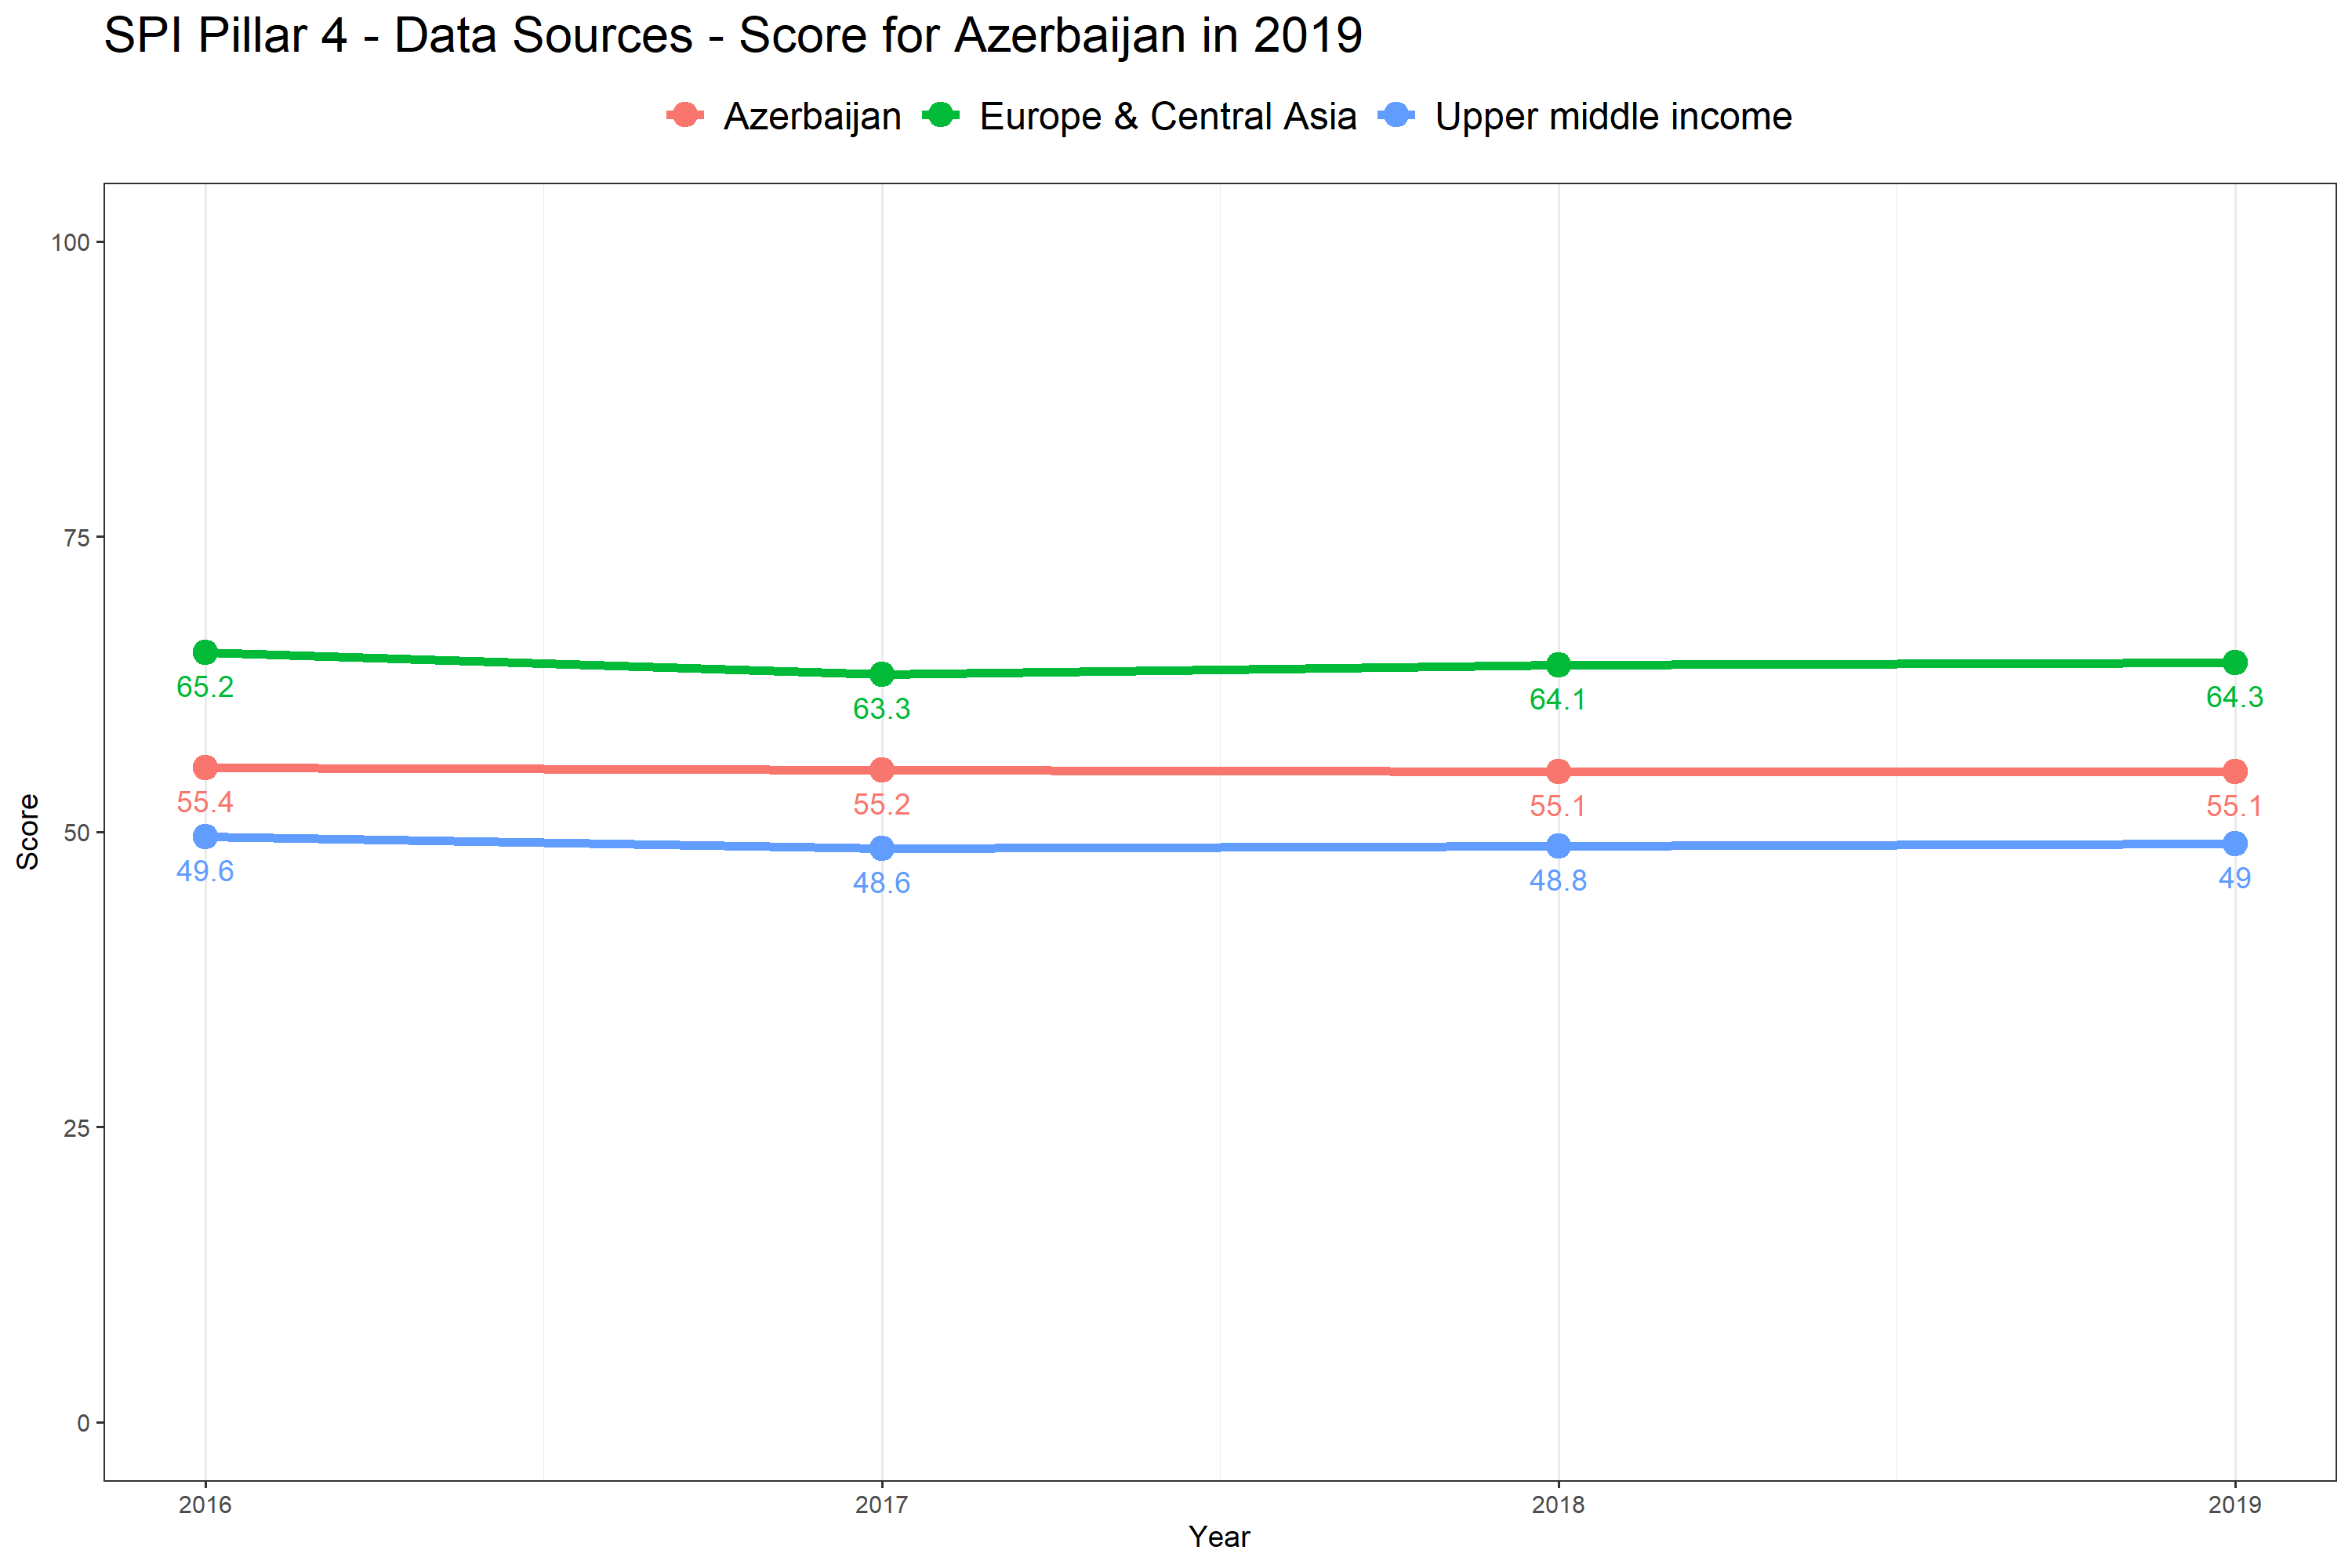 SPI Pillar 4 - Data Sources - Score for Azerbaijan in 2019
Azerbaijan Europe & Central Asia Upper middle income
100
75
50
25
0
Score
65.2 63.3 64.1 64.3
55.4 55.2 55.1 55.1
49.6 48.6 48.8 49
2016 2017 2018 2019
Year